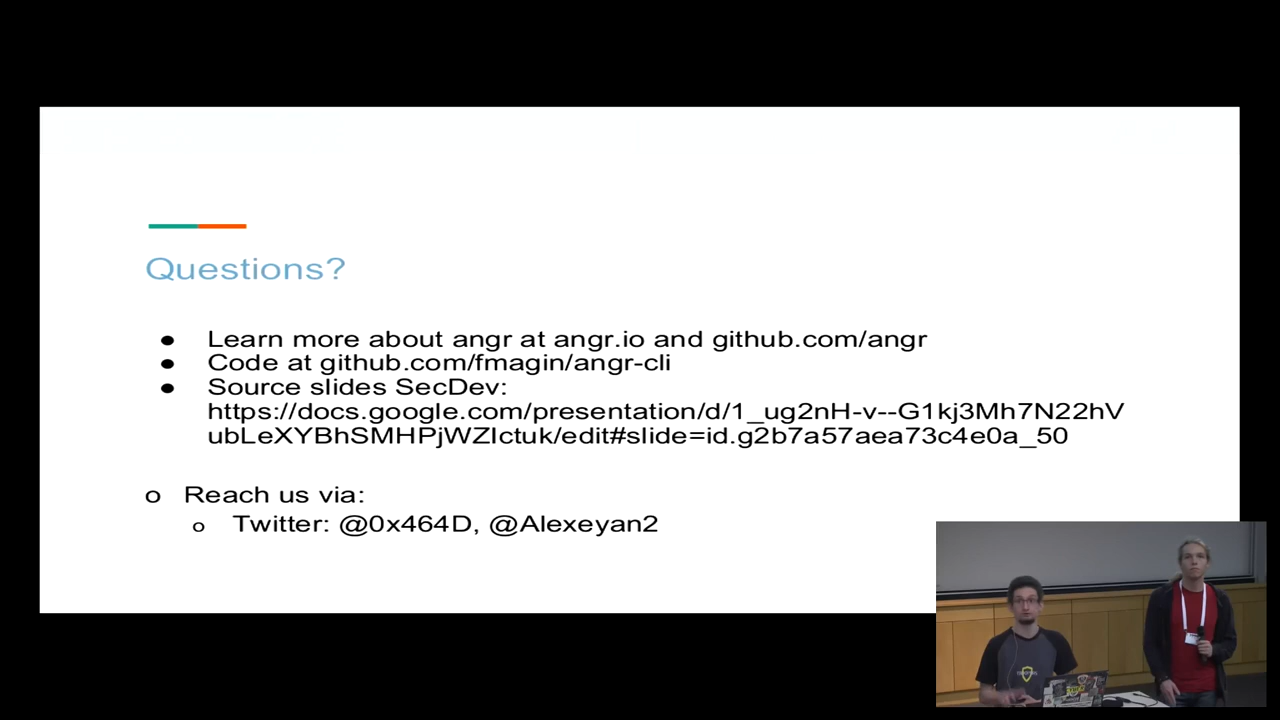 Questions?
● Learn more about angr at angr.io and github.com/angr
● Code at github.com/fmagin/angr-cli
● Source slides SecDev:
https://docs.google.com/presentation/d/1_ug2nH-v--G1kj3Mh7N22hV
ubLeXYBhSMHPjWZIctuk/edit#slide=id.g2b7a57aea73c4e0a_50
o Reach us via:
o Twitter: @0x464D, @Alexeyan2